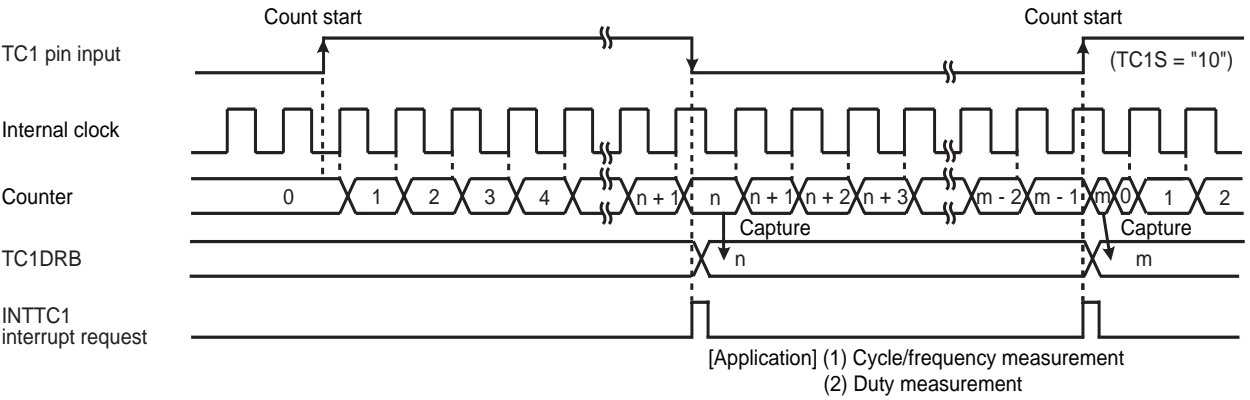 Count start Count start
TC1 pin input
(TC1S = "10")
Internal clock
Counter 0 1 2 3 4 n + 1 n n + 1 n + 2 n + 3 m - 2 m - 1 m 0 1 2
Capture Capture
TC1DRB n m
INTTC1
interrupt request
[Application] (1) Cycle/frequency measurement
(2) Duty measurement